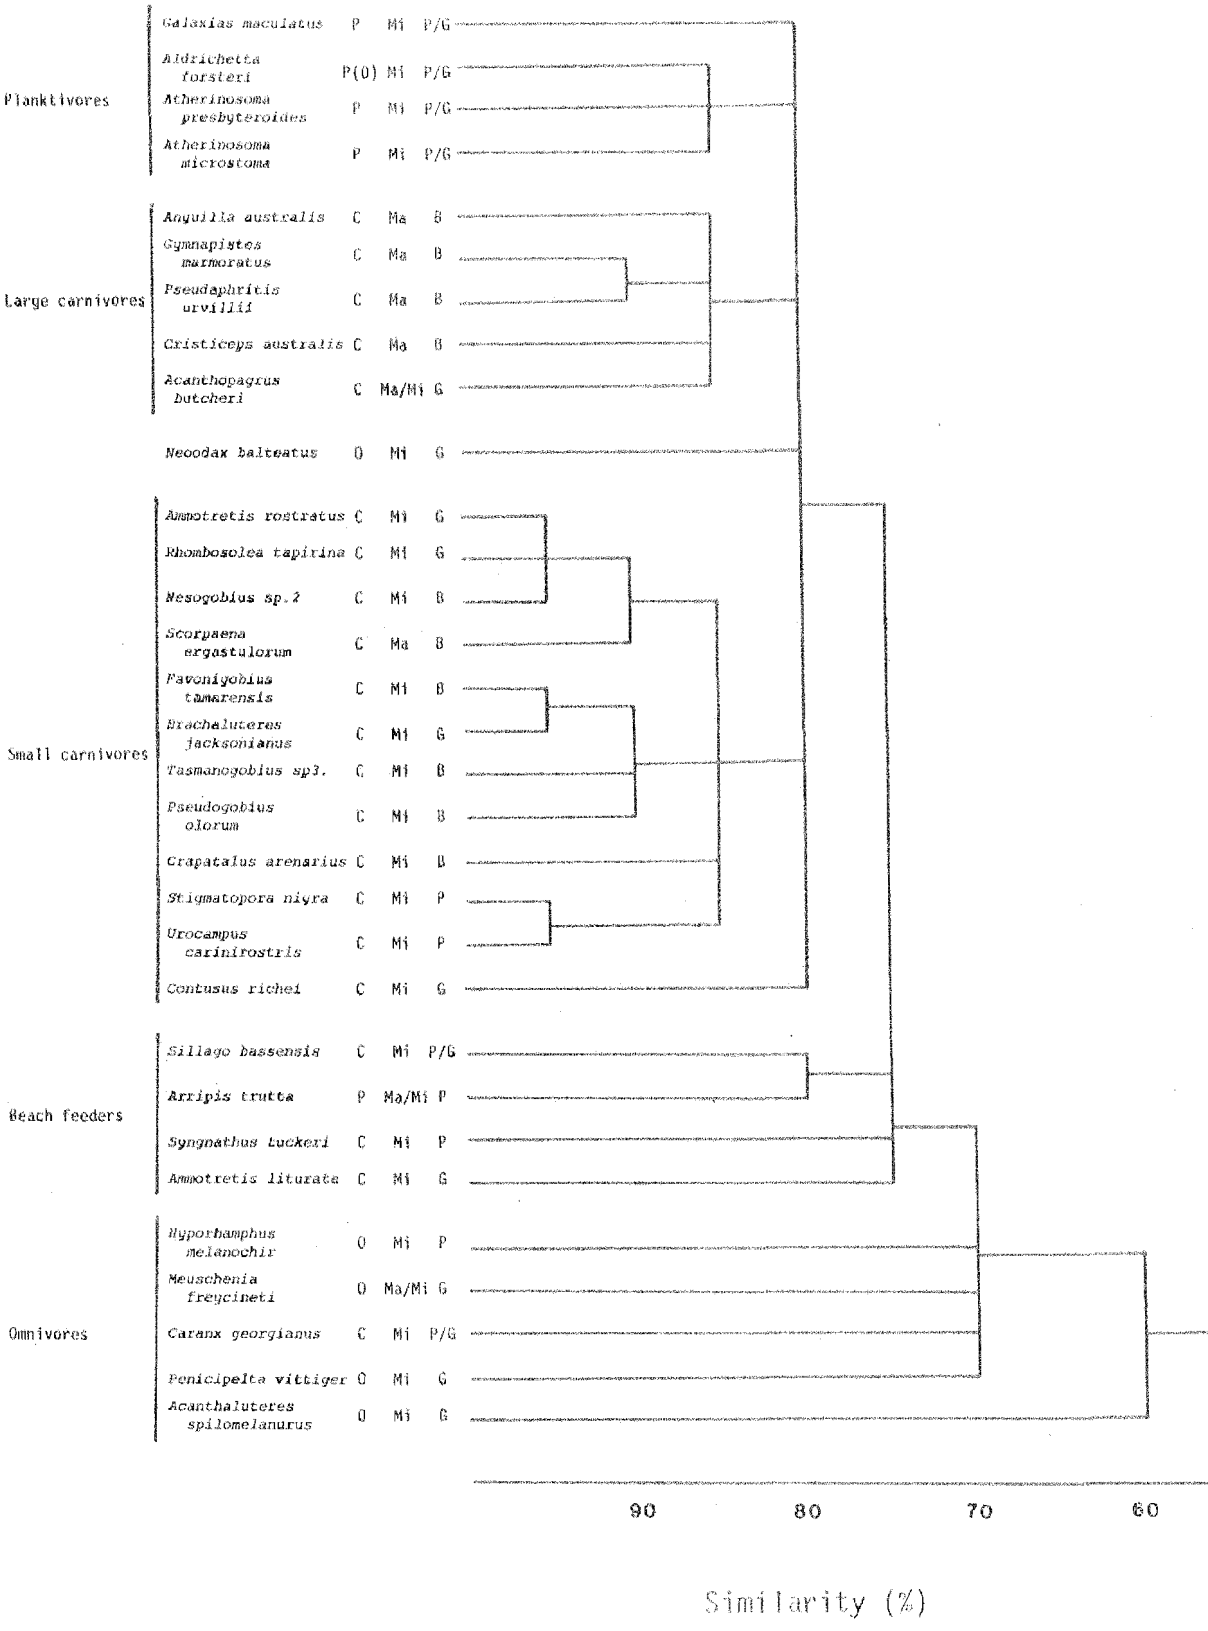 Galaxias maculatus P Mi P/G
Aldrichetta
forsteri P(O) Mi P/G
Planktivores
Atherinosoma
presbyteroides P Mi P/G
Atherinosoma
microstoma P Mi P/G
Anguilla australis C Ma B
Gymnapistes
marmoratus C Ma B
Large carnivores
Pseudaphritis
urvillii C Ma B
Cristiceps australis C Ma B
Acanthopagrus
butcheri C Ma/Mi G
Neoodax balteatus O Mi G
Ammotretis rostratus C Mi G
Rhombosolea tapirina C Mi G
Nesogobius sp.2 C Mi B
Scorpaena
ergastulorum C Ma B
Favonigobius
tamarensis C Mi B
Brachaluteres
jacksonianus C Mi G
Small carnivores
Tasmanogobius sp3. C Mi B
Pseudogobius
olorum C Mi B
Crapatalus arenarius C Mi B
Stigmatopora nigra C Mi P
Urocampus
carinirostris C Mi P
Contusus richei C Mi G
Sillago bassensis C Mi P/G
Arripis trutta P Ma/Mi P
Beach feeders
Syngnathus tuckeri C Mi P
Ammotretis liturata C Mi G
Hyporhamphus
melanochir O Mi P
Meuschenia
freycineti O Ma/Mi G
Omnivores
Caranx georgianus C Mi P/G
Penicipelta vittiger O Mi G
Acanthaluteres
spilomelanurus O Mi G
90 80 70 60
Similarity (%)